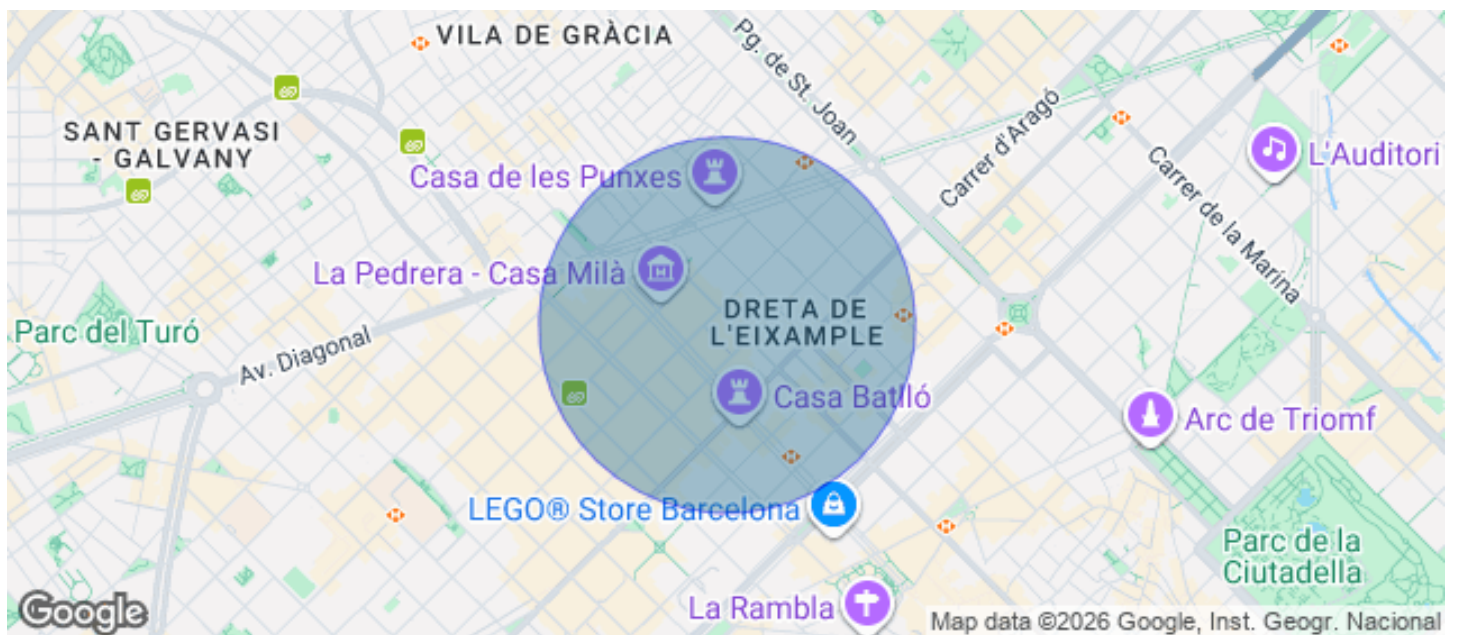 VILA DE GRÀCIA
Pg. de St. Joan
SANT GERVASI
- GALVANY
Carrer d'Aragó
L'Auditori
Casa de les Punxes
Carrer de la Marina
La Pedrera - Casa Milà
DRETA DE
L'EIXAMPLE
Parc del Turó
Av. Diagonal
Casa Batlló
Arc de Triomf
LEGO® Store Barcelona
Parc de la
Ciutadella
La Rambla
Google
Map data ©2026 Google, Inst. Geogr. Nacional